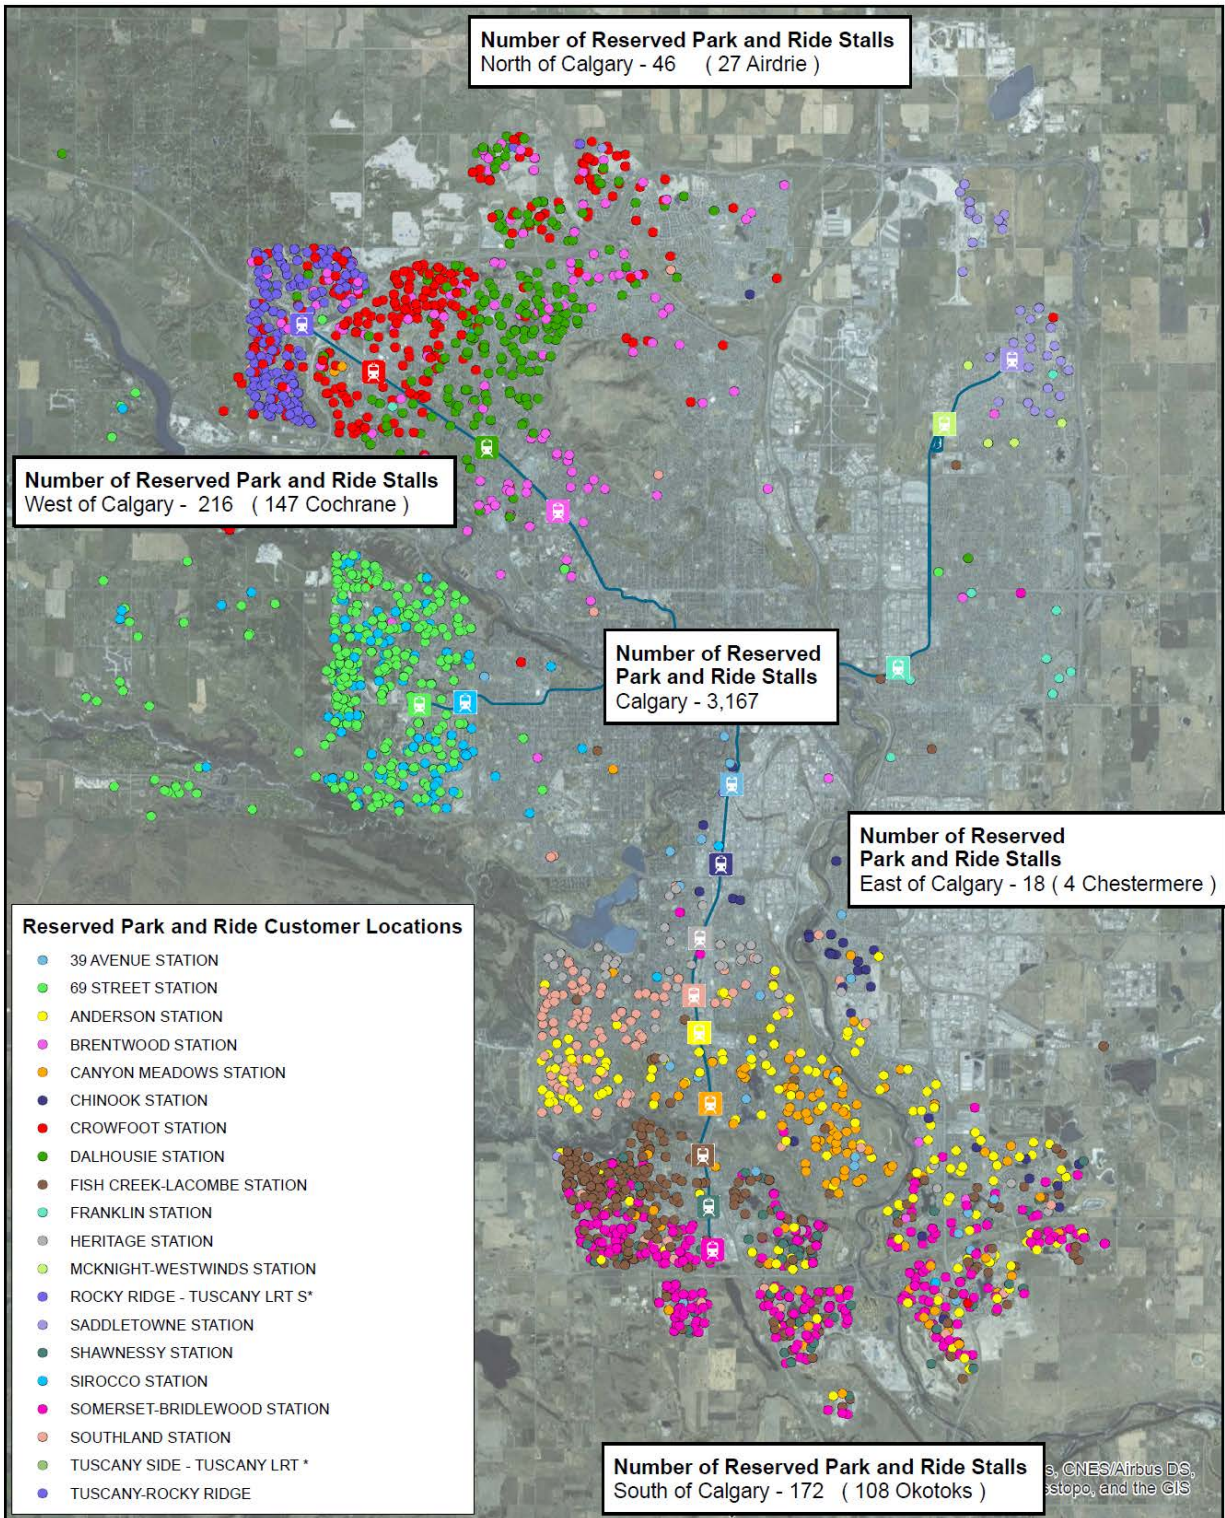 Number of Reserved Park and Ride Stalls
North of Calgary - 46 ( 27 Airdrie )
Number of Reserved Park and Ride Stalls
West of Calgary - 216 ( 147 Cochrane )
Number of Reserved
Park and Ride Stalls
Calgary - 3,167
Number of Reserved
Park and Ride Stalls
East of Calgary - 18 ( 4 Chestermere )
Reserved Park and Ride Customer Locations
39 AVENUE STATION
69 STREET STATION
ANDERSON STATION
BRENTWOOD STATION
CANYON MEADOWS STATION
CHINOOK STATION
CROWFOOT STATION
DALHOUSIE STATION
FISH CREEK-LACOMBE STATION
FRANKLIN STATION
HERITAGE STATION
MCKNIGHT-WESTWINDS STATION
ROCKY RIDGE - TUSCANY LRT S*
SADDLETOWNE STATION
SHAWNESSY STATION
SIROCCO STATION
SOMERSET-BRIDLEWOOD STATION
SOUTHLAND STATION
TUSCANY SIDE - TUSCANY LRT *
TUSCANY-ROCKY RIDGE
Number of Reserved Park and Ride Stalls
South of Calgary - 172 ( 108 Okotoks )
s, CNES/Airbus DS,
sstopo, and the GIS